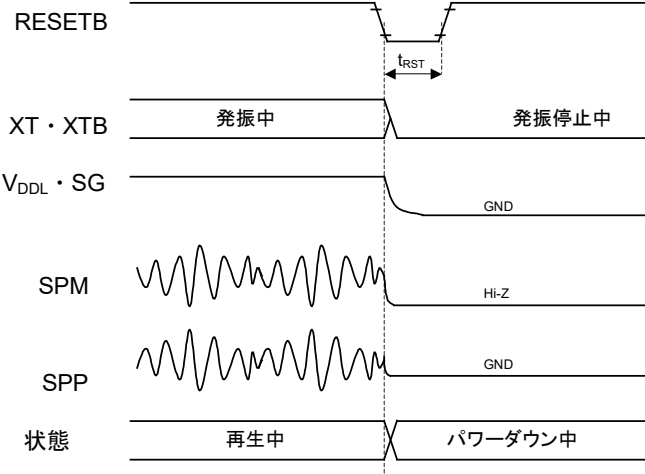 RESETB
tRST
XT・XTB
発振中
発振停止中
VDDL・SG
GND
SPM
Hi-Z
SPP
GND
状態
再生中
パワーダウン中